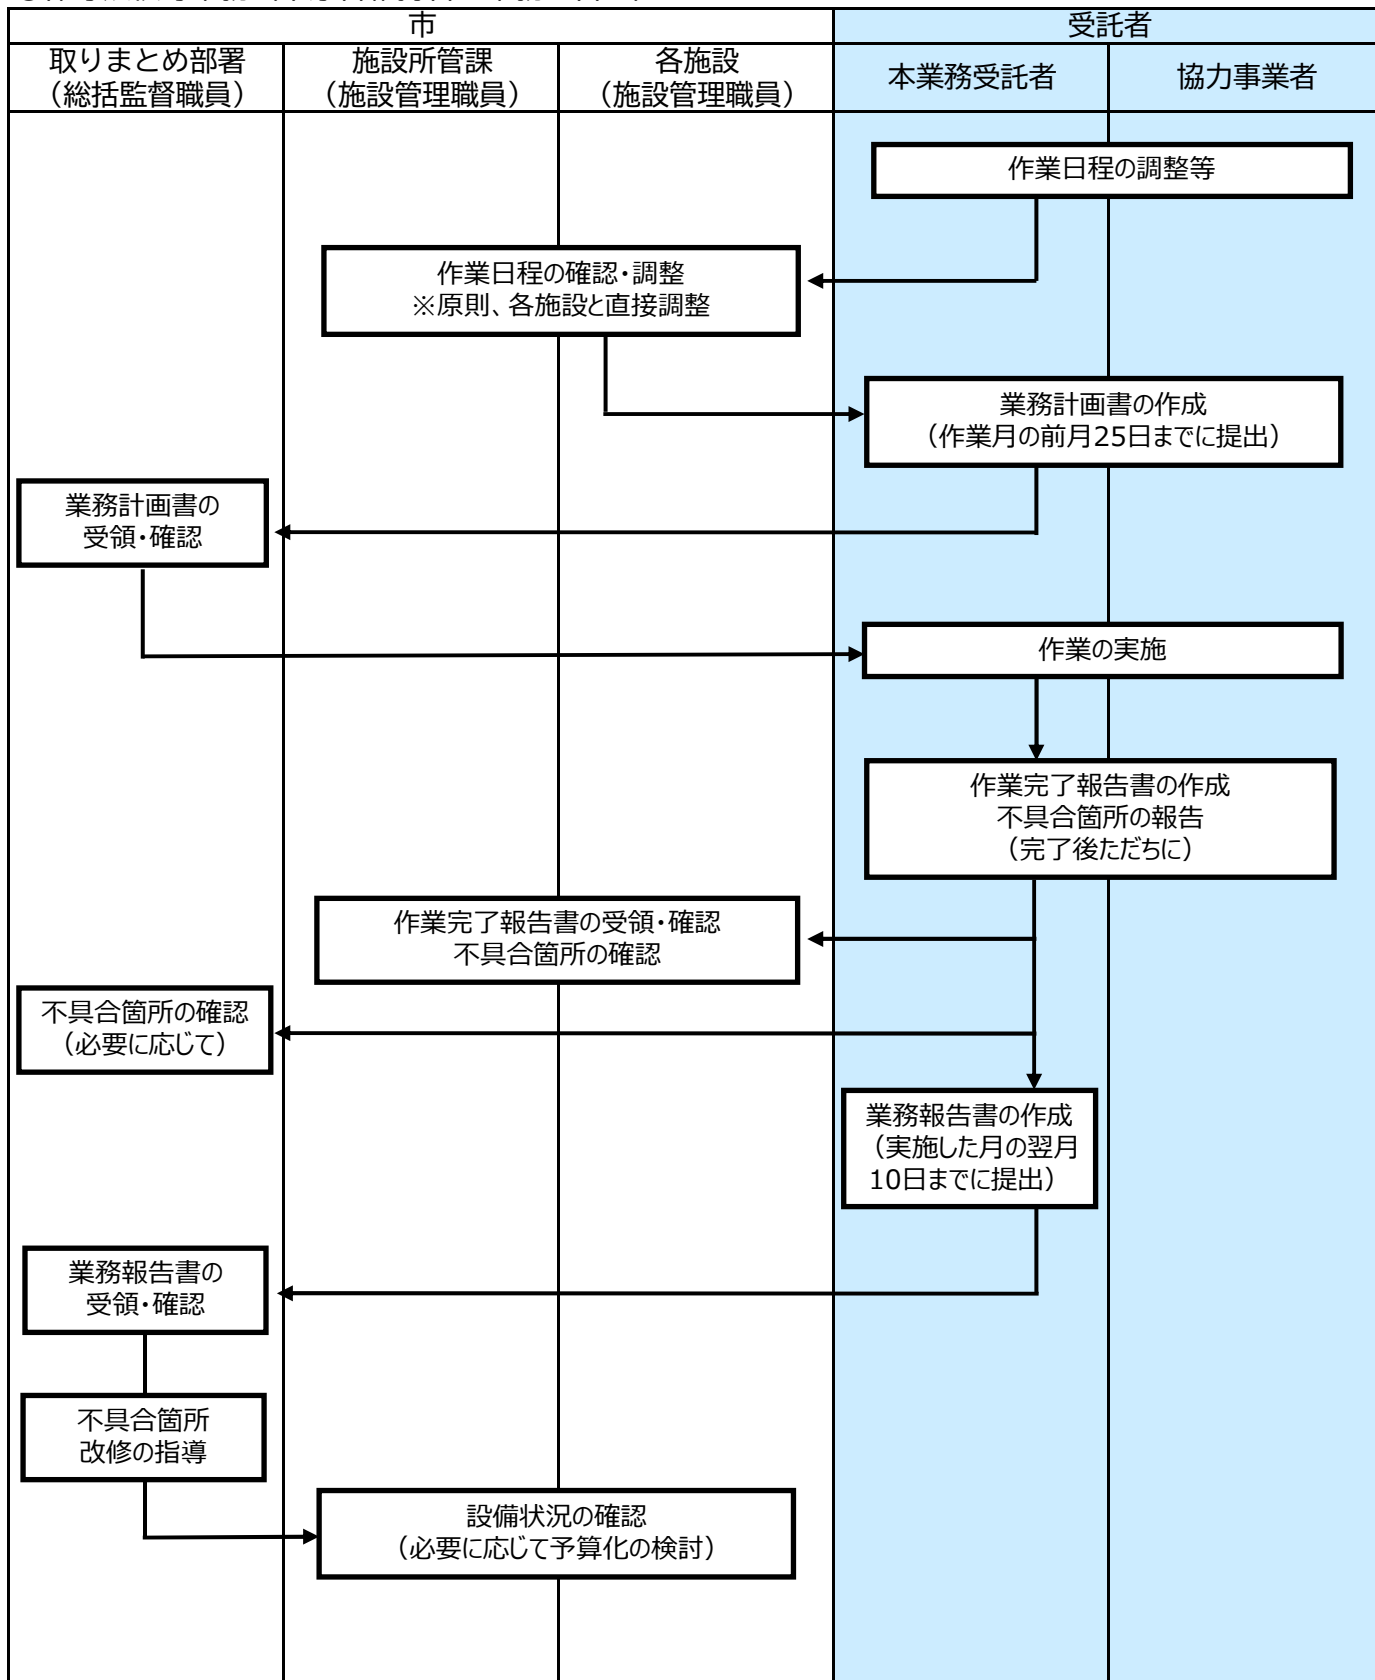 市
受託者
取りまとめ部署
（総括監督職員）
施設所管課
（施設管理職員）
各施設
（施設管理職員）
本業務受託者
協力事業者
作業日程の調整等
作業日程の確認・調整
※原則、各施設と直接調整
業務計画書の作成
（作業月の前月25日までに提出）
業務計画書の
受領・確認
作業の実施
作業完了報告書の作成
不具合箇所の報告
（完了後ただちに）
作業完了報告書の受領・確認
不具合箇所の確認
不具合箇所の確認
（必要に応じて）
業務報告書の作成
（実施した月の翌月
10日までに提出）
業務報告書の
受領・確認
不具合箇所
改修の指導
設備状況の確認
（必要に応じて予算化の検討）